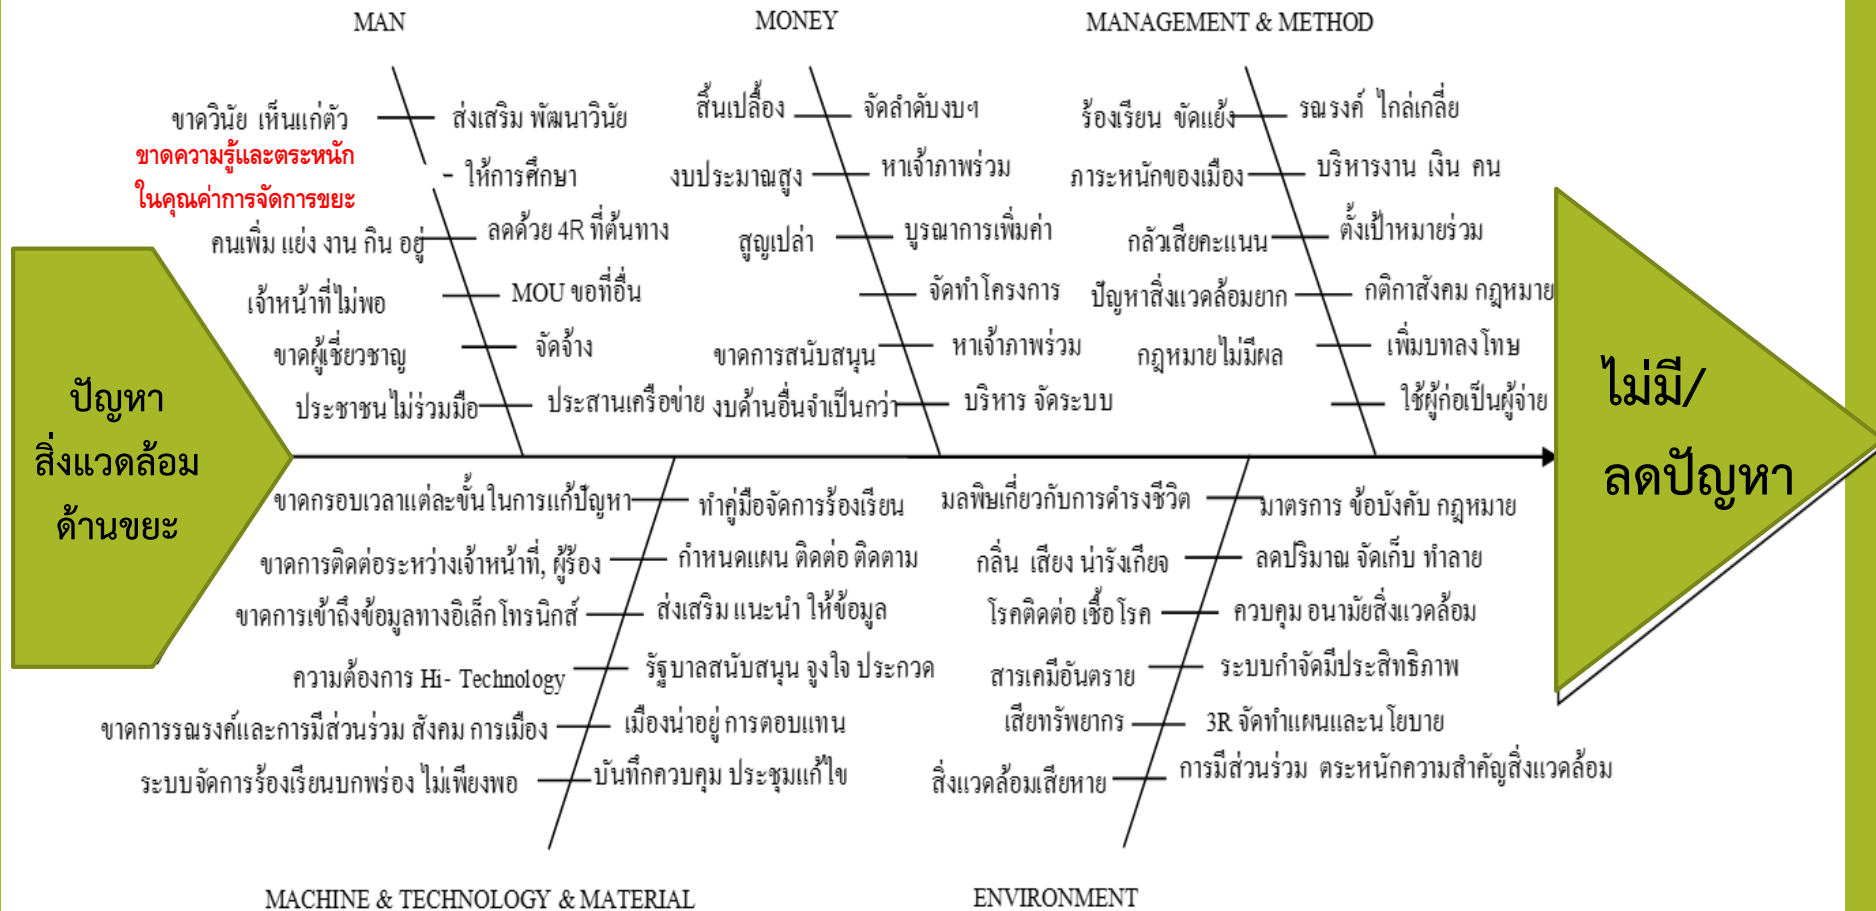 MAN
MONEY
MANAGEMENT & METHOD
ขาดวินัย เห็นแก่ตัว
ส่งเสริม พัฒนาวินัย
ขาดความรู้และตระหนัก
ในคุณค่าการจัดการขยะ
- ให้การศึกษา
คนเพิ่ม แย่ง งาน กิน อยู่
ลดด้วย 4R ที่ต้นทาง
เจ้าหน้าที่ไม่พอ
MOU ขอที่อื่น
ขาดผู้เชี่ยวชาญ
จัดจ้าง
ประชาชนไม่ร่วมมือ
ประสานเครือข่าย
สิ้นเปลื้อง
จัดลำดับงบฯ
งบประมาณสูง
หาเจ้าภาพร่วม
สูญเปล่า
บูรณาการเพิ่มค่า
จัดทำโครงการ
ขาดการสนับสนุน
หาเจ้าภาพร่วม
งบด้านอื่นจำเป็นกว่า
บริหาร จัดระบบ
ร้องเรียน ขัดแย้ง
รณรงค์ ไกล่เกลี่ย
ภาระหนักของเมือง
บริหารงาน เงิน คน
กลัวเสียคะแนน
ตั้งเป้าหมายร่วม
ปัญหาสิ่งแวดล้อมยาก
กติกาสังคม กฎหมาย
กฎหมายไม่มีผล
เพิ่มบทลงโทษ
ใช้ผู้ก่อเป็นผู้จ่าย
ปัญหา
สิ่งแวดล้อม
ด้านขยะ
ไม่มี/
ลดปัญหา
ขาดกรอบเวลาแต่ละขั้นในการแก้ปัญหา
ทำคู่มือจัดการร้องเรียน
ขาดการติดต่อระหว่างเจ้าหน้าที่, ผู้ร้อง
กำหนดแผน ติดต่อ ติดตาม
ขาดการเข้าถึงข้อมูลทางอิเล็กโทรนิกส์
ส่งเสริม แนะนำ ให้ข้อมูล
ความต้องการ Hi- Technology
รัฐบาลสนับสนุน จูงใจ ประกวด
ขาดการรณรงค์และการมีส่วนร่วม สังคม การเมือง
เมืองน่าอยู่ การตอบแทน
ระบบจัดการร้องเรียนบกพร่อง ไม่เพียงพอ
บันทึกควบคุม ประชุมแก้ไข
มลพิษเกี่ยวกับการดำรงชีวิต
มาตรการ ข้อบังคับ กฎหมาย
กลิ่น เสียง น่ารังเกียจ
ลดปริมาณ จัดเก็บ ทำลาย
โรคติดต่อ เชื้อโรค
ควบคุม อนามัยสิ่งแวดล้อม
สารเคมีอันตราย
ระบบกำจัดมีประสิทธิภาพ
เสียทรัพยากร
3R จัดทำแผนและนโยบาย
สิ่งแวดล้อมเสียหาย
การมีส่วนร่วม ตระหนักความสำคัญสิ่งแวดล้อม
MACHINE & TECHNOLOGY & MATERIAL
ENVIRONMENT